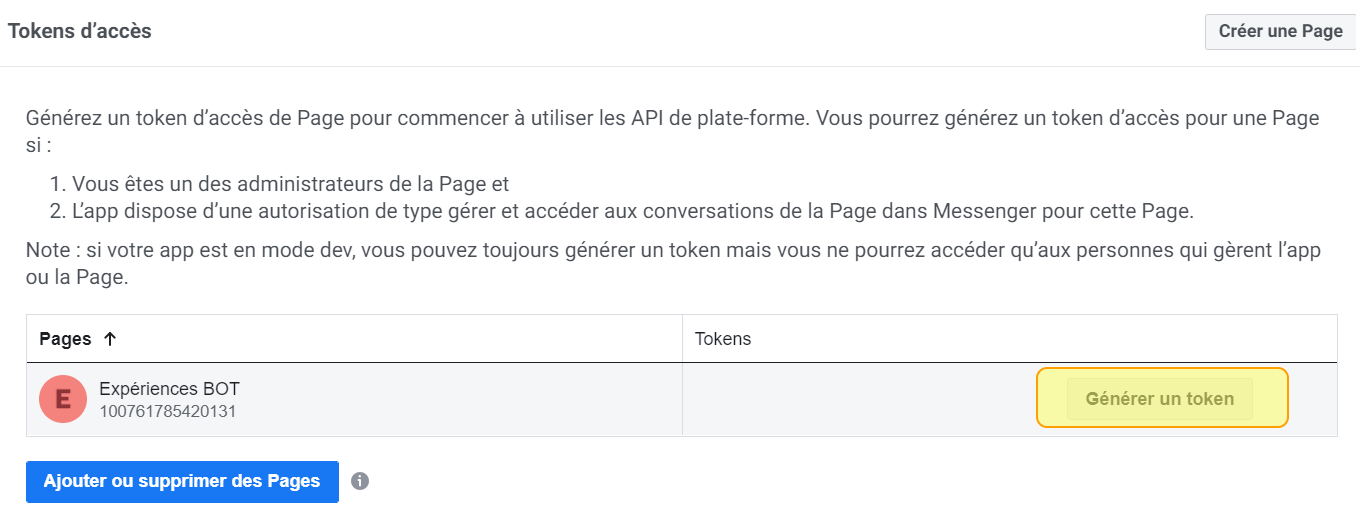 Tokens d’accès
Créer une Page
Générez un token d’accès de Page pour commencer à utiliser les API de plate-forme. Vous pourrez générez un token d’accès pour une Page
si :
1. Vous êtes un des administrateurs de la Page et
2. L’app dispose d’une autorisation de type gérer et accéder aux conversations de la Page dans Messenger pour cette Page.
Note : si votre app est en mode dev, vous pouvez toujours générer un token mais vous ne pourrez accéder qu’aux personnes qui gèrent l’app
ou la Page.
Pages ↑
Tokens
E
Expériences BOT
100761785420131
Générer un token
Ajouter ou supprimer des Pages